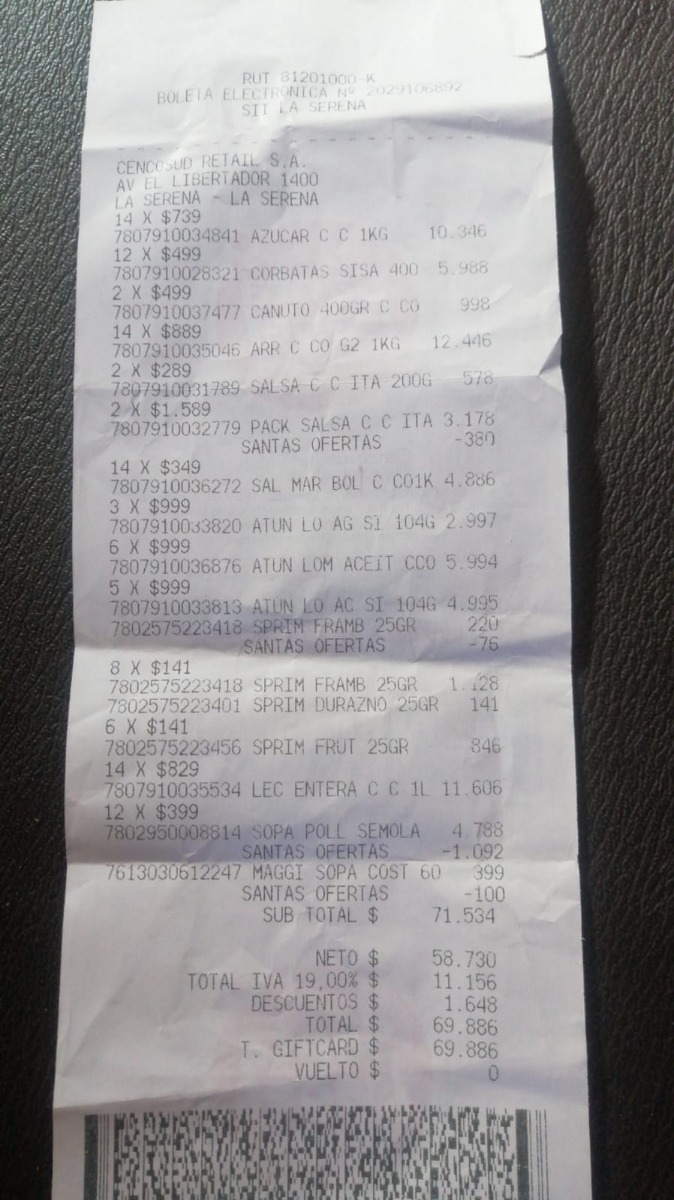 RUT 81201000-K
BOLETA ELECTRONICA Nº 2029106892
SII LA SERENA
CENCOSUD RETAIL S.A.
AV EL LIBERTADOR 1400
LA SERENA - LA SERENA
14 X $739
7807910034841 AZUCAR C C 1KG 10.346
12 X $499
7807910028321 CORBATAS SISA 400 5.988
2 X $499
7807910037477 CANUTO 400GR C CO 998
14 X $889
7807910035046 ARR C CO G2 1KG 12.446
2 X $289
7807910031789 SALSA C C ITA 200G 578
2 X $1.589
7807910032779 PACK SALSA C C ITA 3.178
SANTAS OFERTAS -380
14 X $349
7807910036272 SAL MAR BOL C CO1K 4.886
3 X $999
7807910033820 ATUN LO AG SI 104G 2.997
6 X $999
7807910036876 ATUN LOM ACEIT CCO 5.994
5 X $999
7807910033813 ATUN LO AC SI 104G 4.995
7802575223418 SPRIM FRAMB 25GR 220
SANTAS OFERTAS -76
8 X $141
7802575223418 SPRIM FRAMB 25GR 1.128
7802575223401 SPRIM DURAZNO 25GR 141
6 X $141
7802575223456 SPRIM FRUT 25GR 846
14 X $829
7807910035534 LEC ENTERA C C 1L 11.606
12 X $399
7802950008814 SOPA POLL SEMOLA 4.788
SANTAS OFERTAS -1.092
7613030612247 MAGGI SOPA COST 60 399
SANTAS OFERTAS -100
SUB TOTAL $ 71.534
NETO $ 58.730
TOTAL IVA 19,00% $ 11.156
DESCUENTOS $ 1.648
TOTAL $ 69.886
T. GIFTCARD $ 69.886
VUELTO $ 0